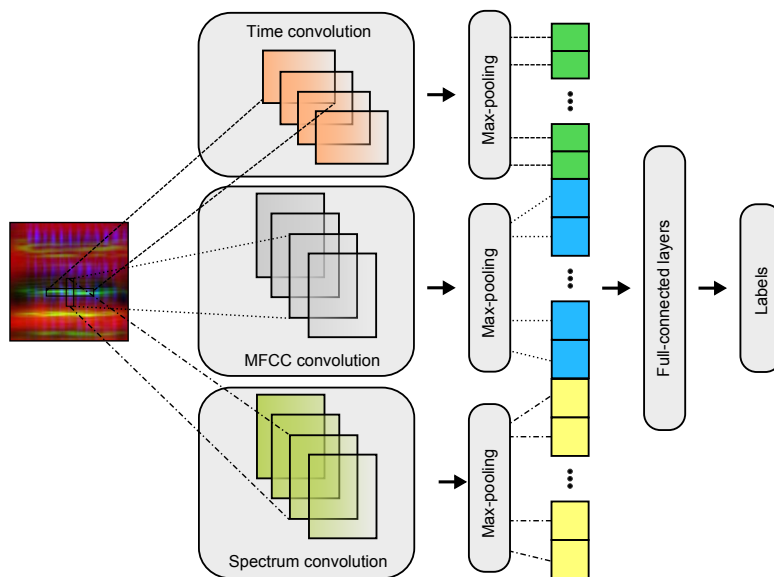 Time convolution
Max-pooling
MFCC convolution
Max-pooling
Spectrum convolution
Max-pooling
Full-connected layers
Labels